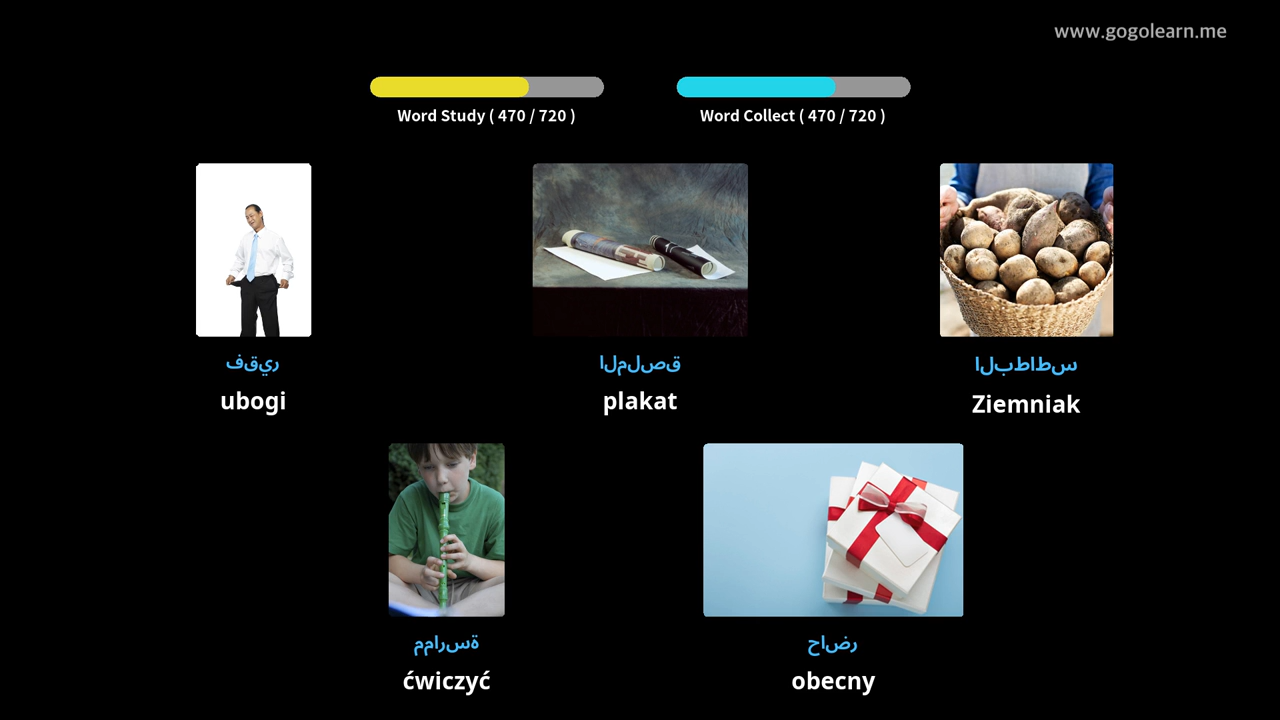 www.gogolearn.me
Word Study ( 470 / 720 )
Word Collect ( 470 / 720 )
فقير
ubogi
الملصق
plakat
البطاطس
Ziemniak
ممارسة
ćwiczyć
حاضر
obecny